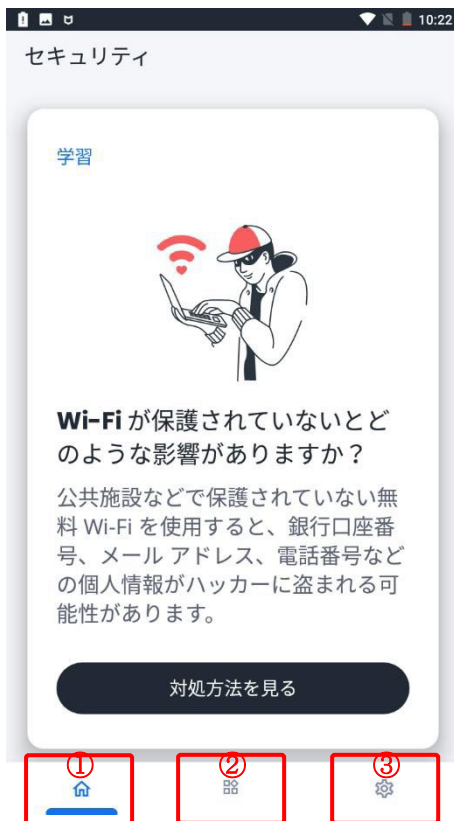 10:22
セキュリティ
学習
Wi-Fi が保護されていないとど
のような影響がありますか？
公共施設などで保護されていない無
料 Wi-Fi を使用すると、銀行口座番
号、メール アドレス、電話番号など
の個人情報がハッカーに盗まれる可
能性があります。
対処方法を見る
① ② ③